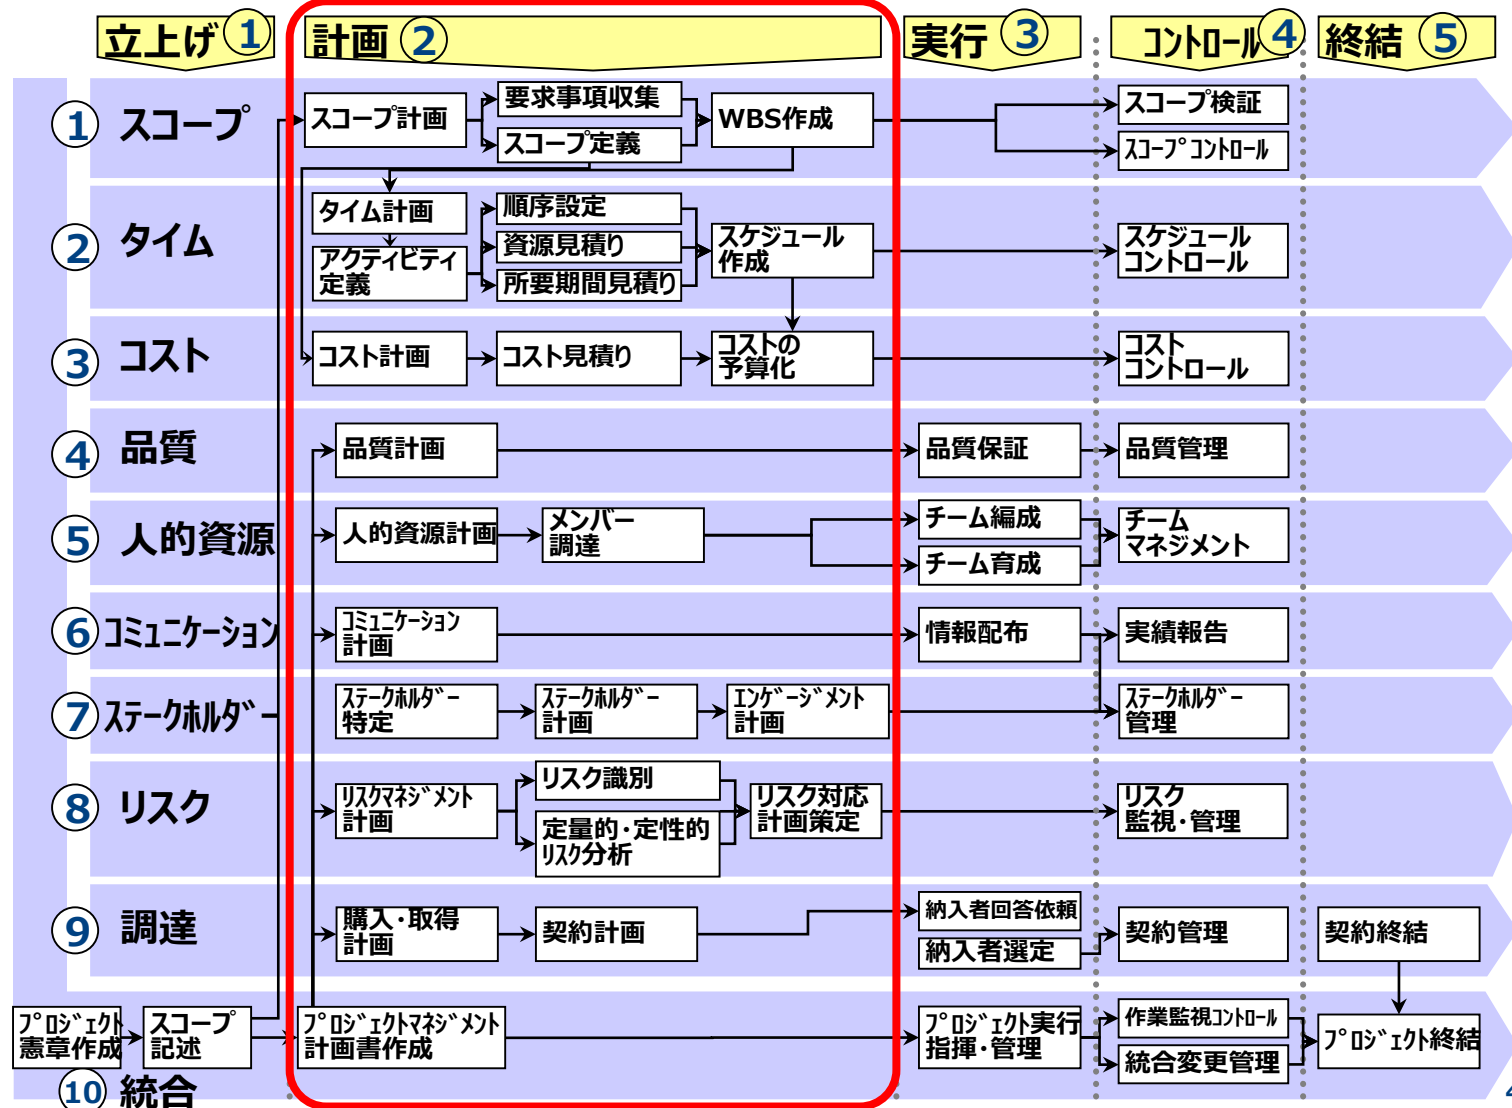 立上げ ①
計画 ②
実行 ③
コントロール ④
終結 ⑤
① スコープ
スコープ計画
要求事項収集
スコープ定義
WBS作成
スコープ検証
スコープコントロール
② タイム
タイム計画
アクティビティ
定義
順序設定
資源見積り
所要期間見積り
スケジュール
作成
スケジュール
コントロール
③ コスト
コスト計画
コスト見積り
コストの
予算化
コスト
コントロール
④ 品質
品質計画
品質保証
品質管理
⑤ 人的資源
人的資源計画
メンバー
調達
チーム編成
チーム育成
チーム
マネジメント
⑥ コミュニケーション
コミュニケーション
計画
情報配布
実績報告
⑦ ステークホルダー
ステークホルダー
特定
ステークホルダー
計画
エンゲージメント
計画
ステークホルダー
管理
⑧ リスク
リスクマネジメント
計画
リスク識別
定量的・定性的
リスク分析
リスク対応
計画策定
リスク
監視・管理
⑨ 調達
購入・取得
計画
契約計画
納入者回答依頼
納入者選定
契約管理
契約終結
プロジェクト
憲章作成
スコープ
記述
プロジェクトマネジメント
計画書作成
プロジェクト実行
指揮・管理
作業監視コントロール
統合変更管理
プロジェクト終結
⑩ 統合